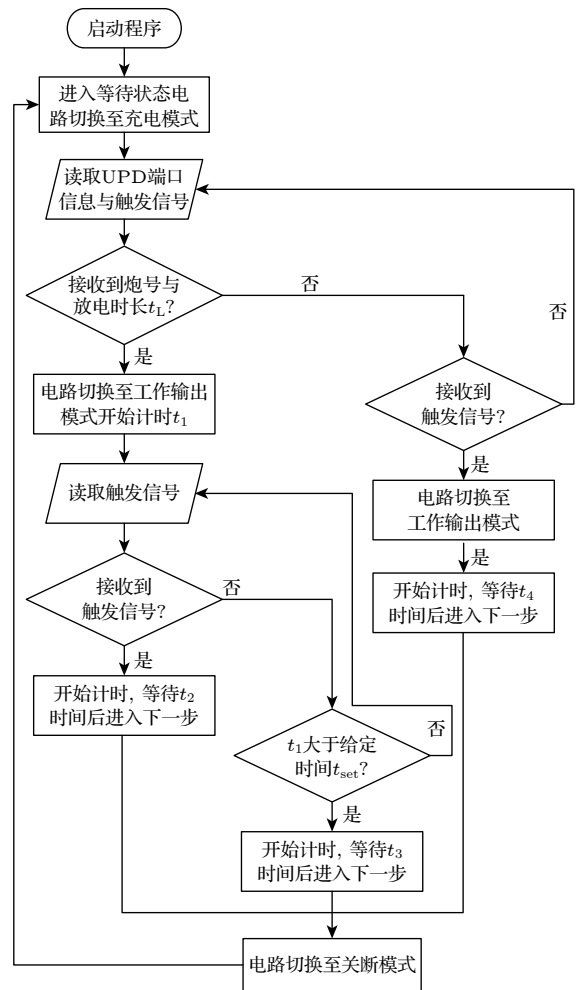 启动程序
进入等待状态电
路切换至充电模式
读取UPD端口
信息与触发信号
接收到炮号与
放电时长t_L?
否
否
是
电路切换至工作输出
模式开始计时t_1
接收到
触发信号?
是
读取触发信号
电路切换至
工作输出模式
是
接收到
触发信号?
否
开始计时, 等待t_4
时间后进入下一步
是
开始计时, 等待t_2
时间后进入下一步
t_1大于给定
时间t_set?
否
是
开始计时, 等待t_3
时间后进入下一步
电路切换至关断模式